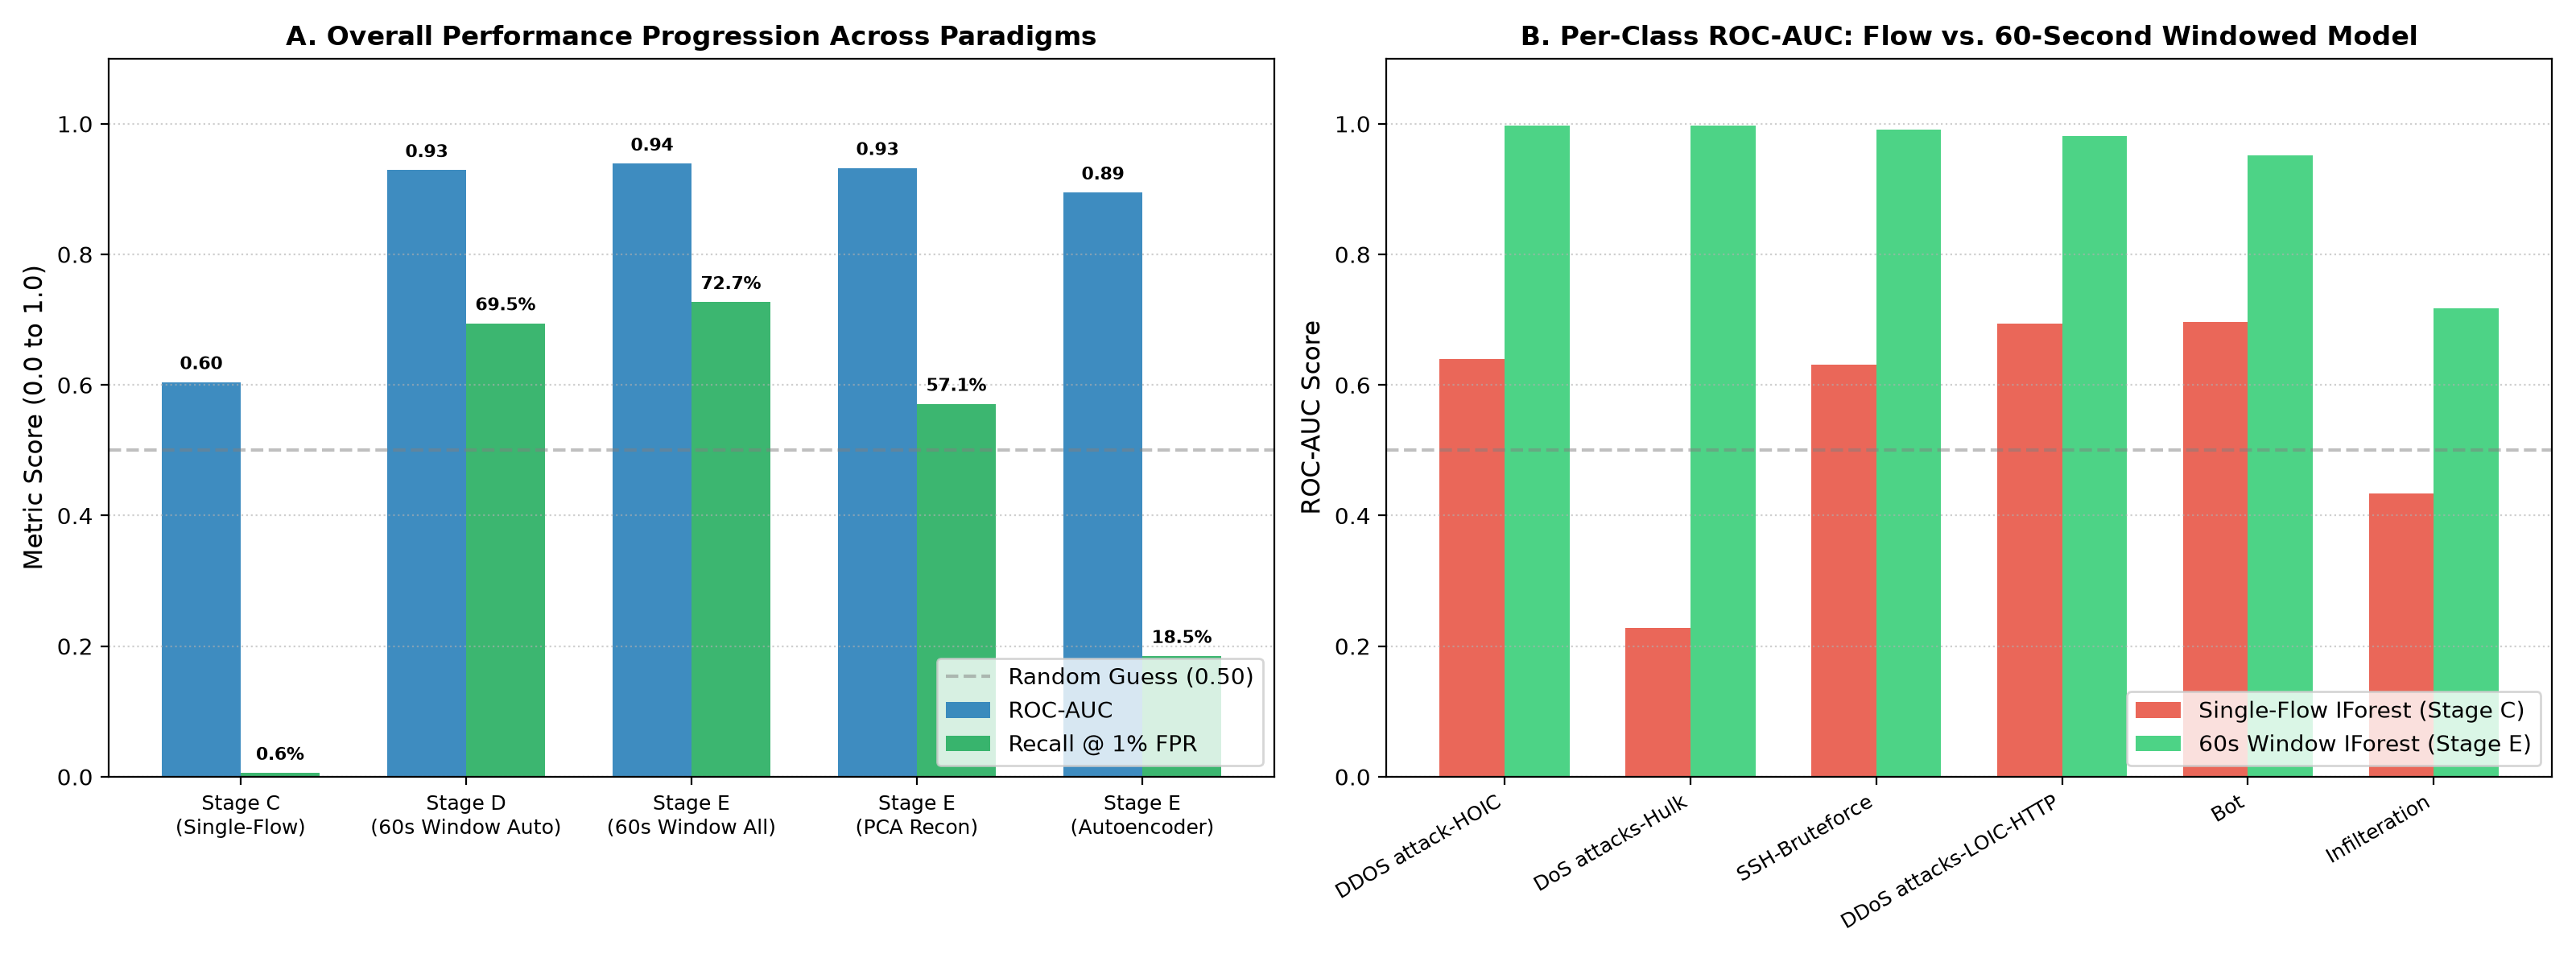 A. Overall Performance Progression Across Paradigms
Metric Score (0.0 to 1.0)
1.0
0.8
0.6
0.4
0.2
0.0
0.60
0.6%
0.93
69.5%
0.94
72.7%
0.93
57.1%
0.89
18.5%
Random Guess (0.50)
ROC-AUC
Recall @ 1% FPR
Stage C
(Single-Flow)
Stage D
(60s Window Auto)
Stage E
(60s Window All)
Stage E
(PCA Recon)
Stage E
(Autoencoder)
B. Per-Class ROC-AUC: Flow vs. 60-Second Windowed Model
ROC-AUC Score
1.0
0.8
0.6
0.4
0.2
0.0
Single-Flow IForest (Stage C)
60s Window IForest (Stage E)
DDOS attack-HOIC
DoS attacks-Hulk
SSH-Bruteforce
DDoS attacks-LOIC-HTTP
Bot
Infilteration